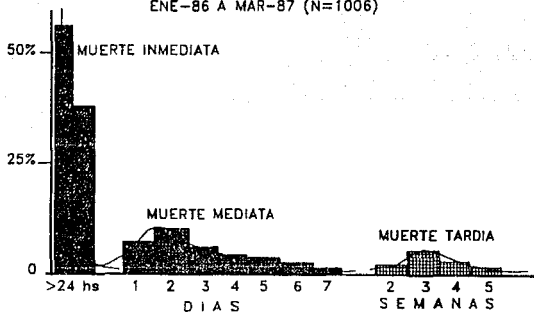 ENE-86 A MAR-87 (N=1006)
50%
MUERTE INMEDIATA
25%
MUERTE MEDIATA
MUERTE TARDIA
0
>24 hs 1 2 3 4 5 6 7 2 3 4 5
DIAS SEMANAS